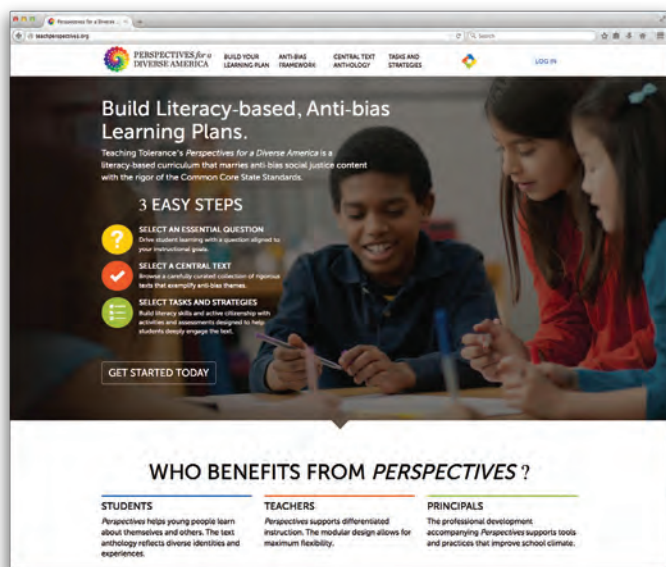 Perspectives for a Diverse ...
teachperspectives.org
Search
PERSPECTIVES for a
DIVERSE AMERICA
BUILD YOUR
LEARNING PLAN
ANTI-BIAS
FRAMEWORK
CENTRAL TEXT
ANTHOLOGY
TASKS AND
STRATEGIES
LOG IN
Build Literacy-based, Anti-bias
Learning Plans.
Teaching Tolerance's Perspectives for a Diverse America is a
literacy-based curriculum that marries anti-bias social justice content
with the rigor of the Common Core State Standards.
3 EASY STEPS
?
SELECT AN ESSENTIAL QUESTION
Drive student learning with a question aligned to
your instructional goals.
SELECT A CENTRAL TEXT
Browse a carefully curated collection of rigorous
texts that exemplify anti-bias themes.
SELECT TASKS AND STRATEGIES
Build literacy skills and active citizenship with
activities and assessments designed to help
students deeply engage the text.
GET STARTED TODAY
WHO BENEFITS FROM PERSPECTIVES ?
STUDENTS
Perspectives helps young people learn
about themselves and others. The text
anthology reflects diverse identities and
experiences.
TEACHERS
Perspectives supports differentiated
instruction. The modular design allows for
maximum flexibility.
PRINCIPALS
The professional development
accompanying Perspectives supports tools
and practices that improve school climate.